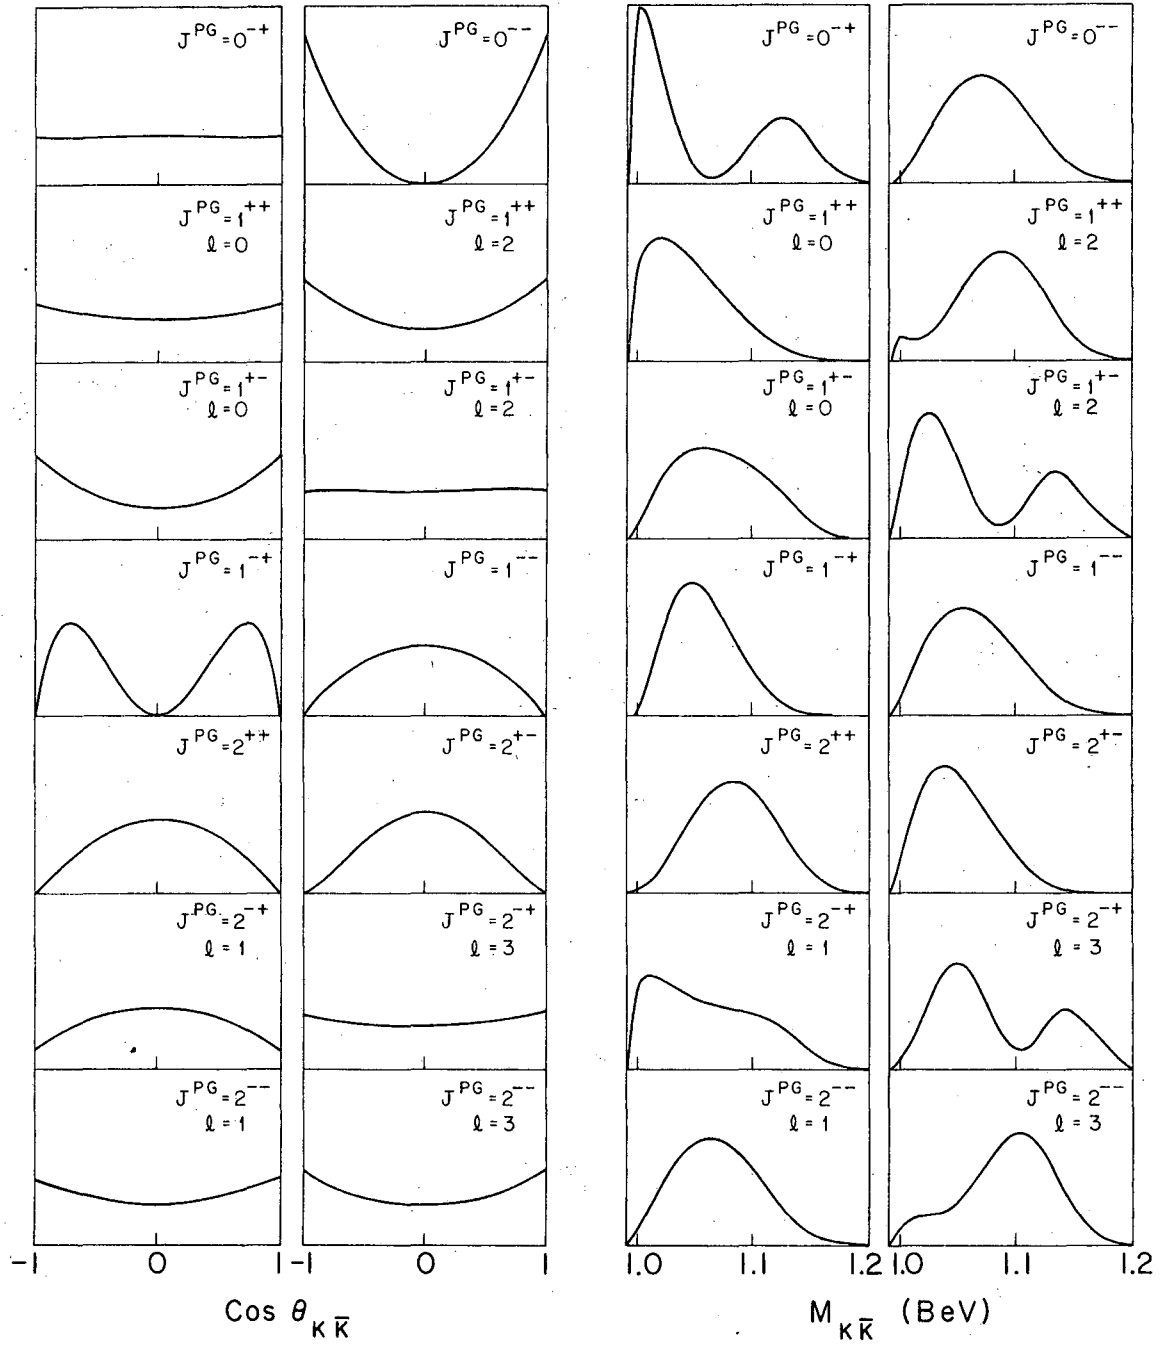 J^PG=0^-+
J^PG=0^--
J^PG=0^-+
J^PG=0^--
J^PG=1^++
ℓ=0
J^PG=1^++
ℓ=2
J^PG=1^++
ℓ=0
J^PG=1^++
ℓ=2
J^PG=1^+-
ℓ=0
J^PG=1^+-
ℓ=2
J^PG=1^+-
ℓ=0
J^PG=1^+-
ℓ=2
J^PG=1^-+
J^PG=1^--
J^PG=1^-+
J^PG=1^--
J^PG=2^++
J^PG=2^+-
J^PG=2^++
J^PG=2^+-
J^PG=2^-+
ℓ=1
J^PG=2^-+
ℓ=3
J^PG=2^-+
ℓ=1
J^PG=2^-+
ℓ=3
J^PG=2^--
ℓ=1
J^PG=2^--
ℓ=3
J^PG=2^--
ℓ=1
J^PG=2^--
ℓ=3
-1 0 1 -1 0 1 1.0 1.1 1.2 1.0 1.1 1.2
Cos θ_K K̅
M_K K̅ (BeV)